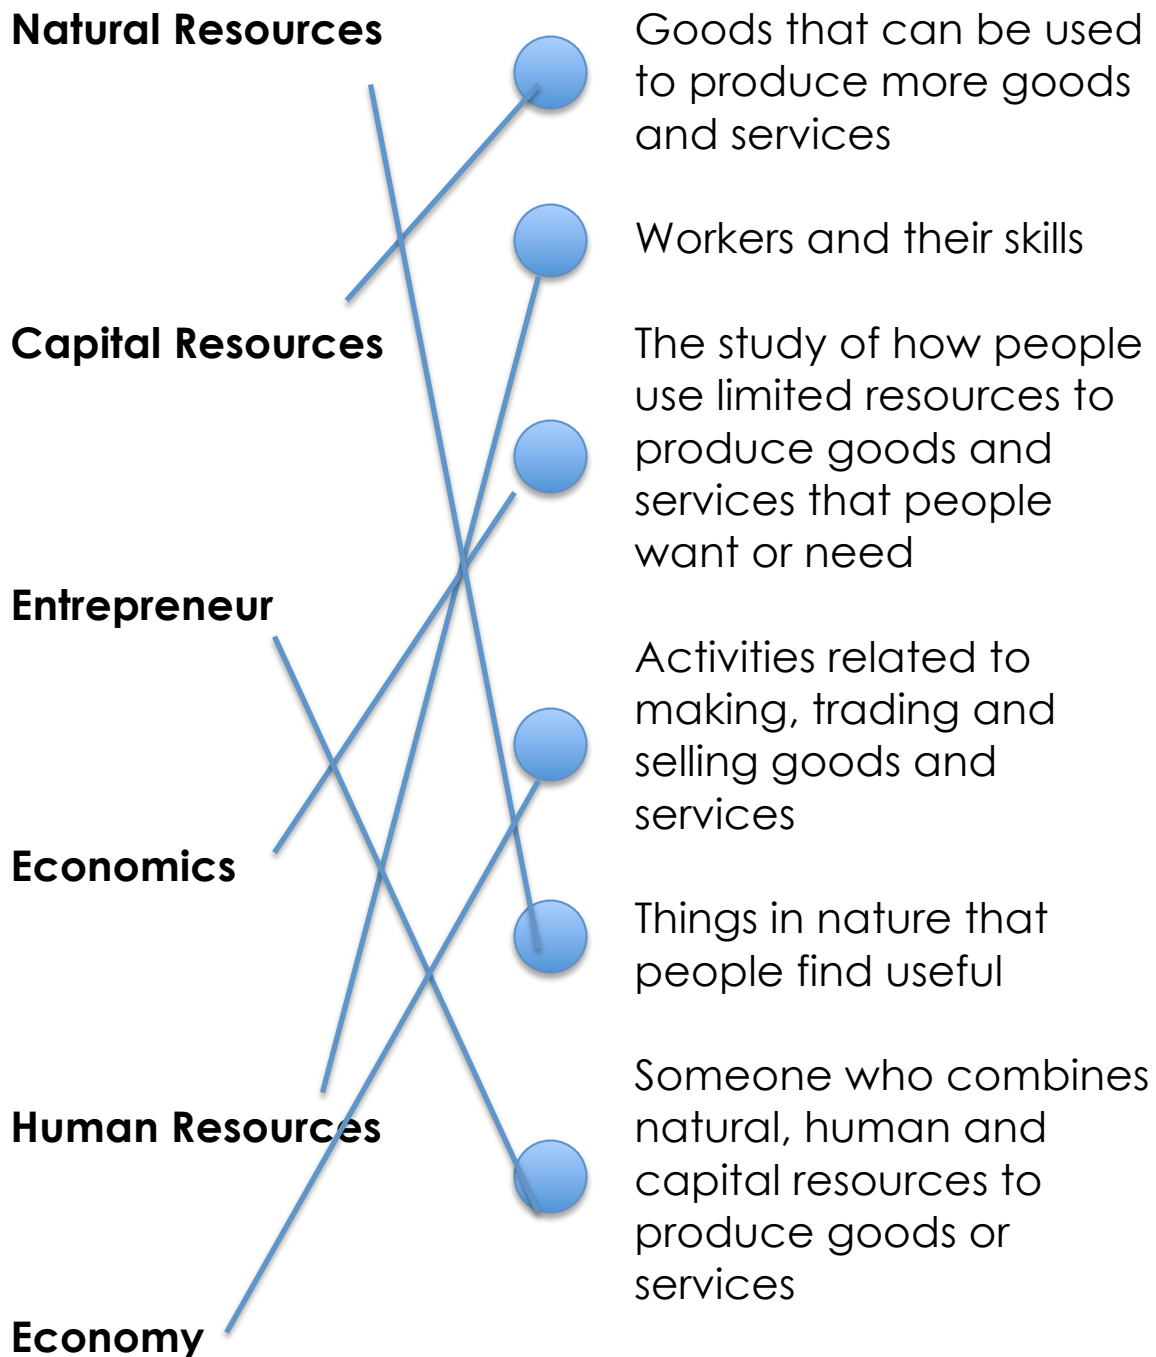 Natural Resources
Capital Resources
Entrepreneur
Economics
Human Resources
Economy
Goods that can be used
to produce more goods
and services
Workers and their skills
The study of how people
use limited resources to
produce goods and
services that people
want or need
Activities related to
making, trading and
selling goods and
services
Things in nature that
people find useful
Someone who combines
natural, human and
capital resources to
produce goods or
services